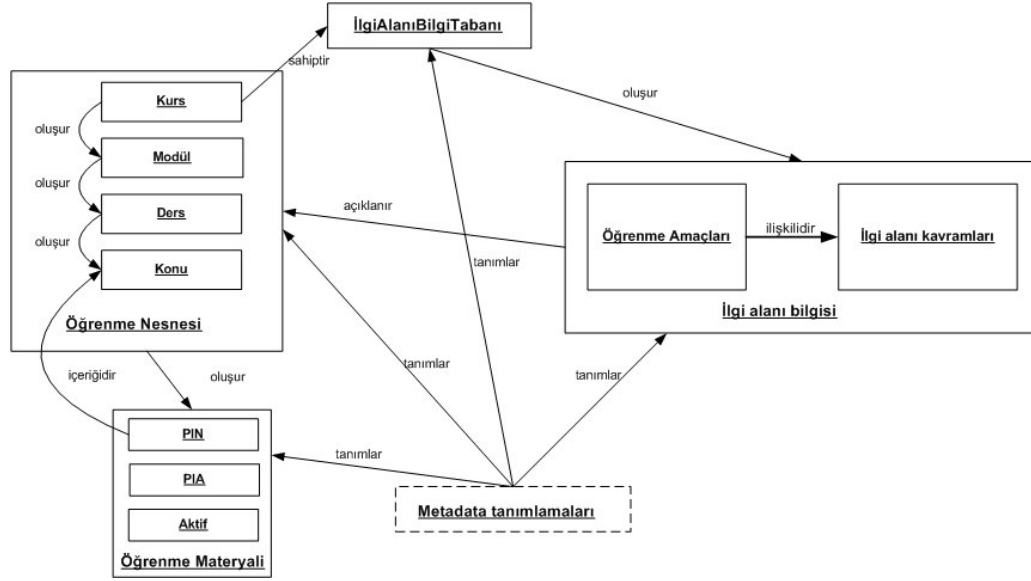 İlgiAlanıBilgiTabanı
sahiptir
Kurs
oluşur
oluşur
Modül
oluşur
açıklanır
Ders
Öğrenme Amaçları
ilişkilidir
İlgi alanı kavramları
oluşur
tanımlar
Konu
İlgi alanı bilgisi
Öğrenme Nesnesi
içeriğidir
oluşur
tanımlar
tanımlar
PIN
tanımlar
PIA
Aktif
Metadata tanımlamaları
Öğrenme Materyali